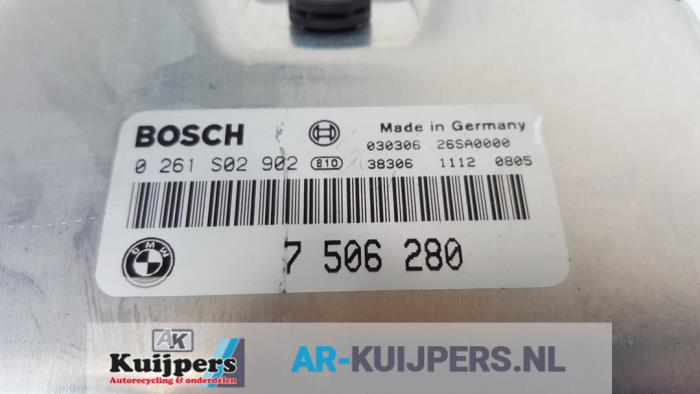 BOSCH
Made in Germany
030306 26SA0000
0 261 S02 902 810 38306 1112 0805
BMW
7 506 280
AK
Kuijpers
Autorecycling & onderdelen
AR-KUIJPERS.NL